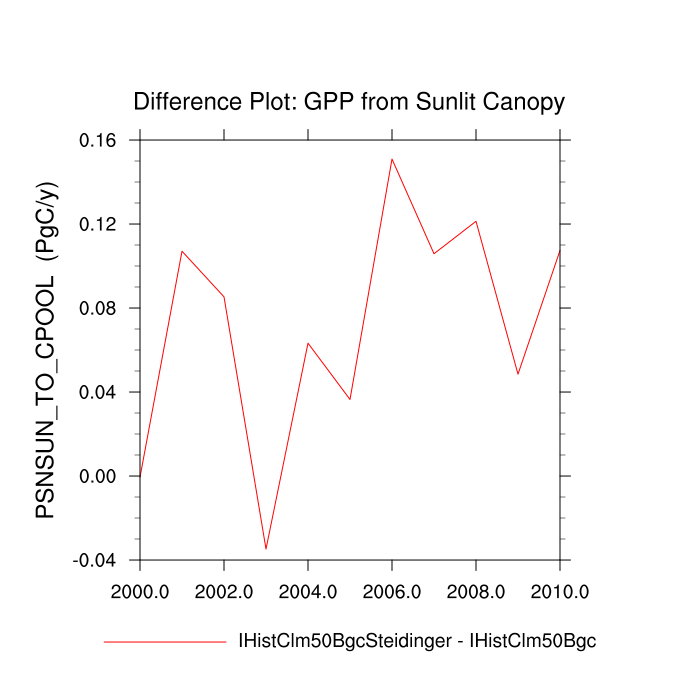 Difference Plot: GPP from Sunlit Canopy
PSNSUN_TO_CPOOL (PgC/y)
0.16
0.12
0.08
0.04
0.00
-0.04
2000.0 2002.0 2004.0 2006.0 2008.0 2010.0
IHistClm50BgcSteidinger - IHistClm50Bgc